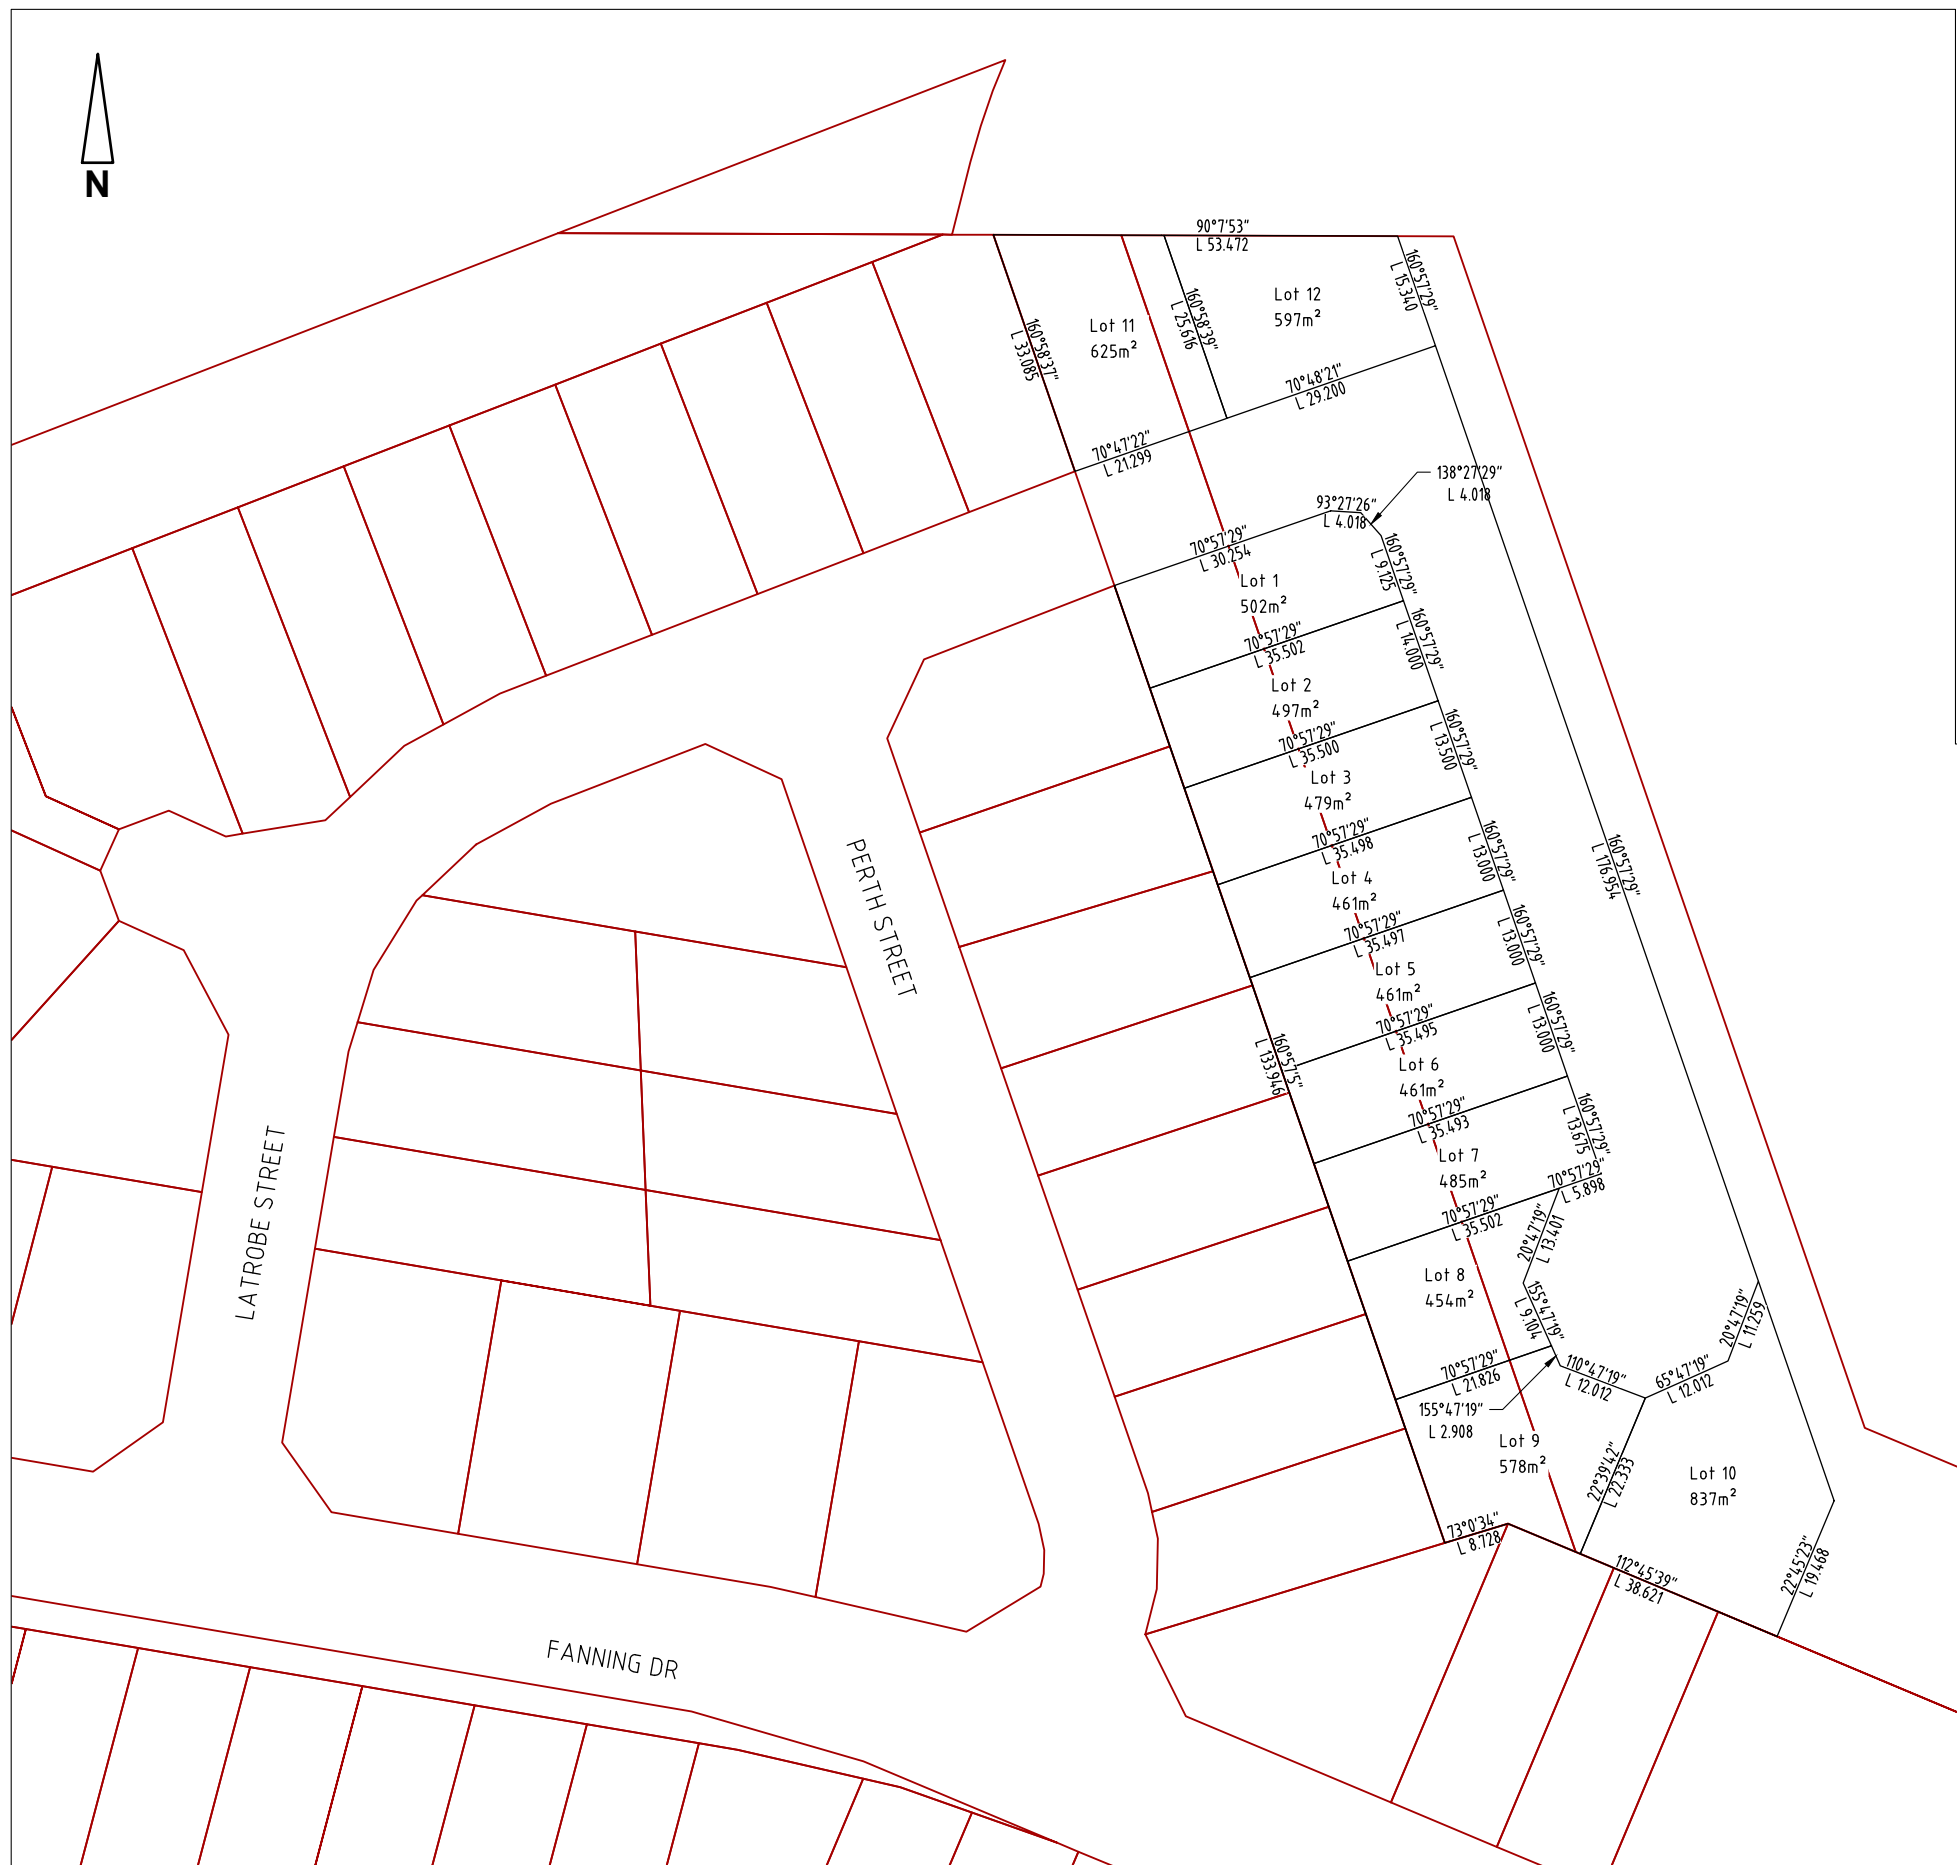 N
90°7'53"
L 53.472
160°57'29"
L 15.340
Lot 12
597m²
160°58'39"
L 25.616
Lot 11
625m²
160°58'37"
L 33.085
70°48'21"
L 29.200
70°47'22"
L 21.299
138°27'29"
L 4.018
93°27'26"
L 4.018
70°57'29"
L 30.254
160°57'29"
L 9.125
Lot 1
502m²
70°57'29"
L 35.502
160°57'29"
L 14.000
Lot 2
497m²
70°57'29"
L 35.500
160°57'29"
L 13.500
Lot 3
479m²
70°57'29"
L 35.498
160°57'29"
L 13.000
160°57'29"
L 176.954
Lot 4
461m²
70°57'29"
L 35.497
160°57'29"
L 13.000
PERTH STREET
Lot 5
461m²
70°57'29"
L 35.495
160°57'29"
L 13.000
160°57'5"
L 133.946
Lot 6
461m²
70°57'29"
L 35.493
160°57'29"
L 13.675
Lot 7
485m²
70°57'29"
L 5.898
70°57'29"
L 35.502
20°47'19"
L 13.401
LATROBE STREET
Lot 8
454m²
155°47'19"
L 9.104
20°47'19"
L 11.259
70°57'29"
L 21.826
110°47'19"
L 12.012
65°47'19"
L 12.012
155°47'19"
L 2.908
Lot 9
578m²
22°39'42"
L 22.333
Lot 10
837m²
73°0'34"
L 8.728
112°45'39"
L 38.621
22°45'23"
L 19.468
FANNING DR